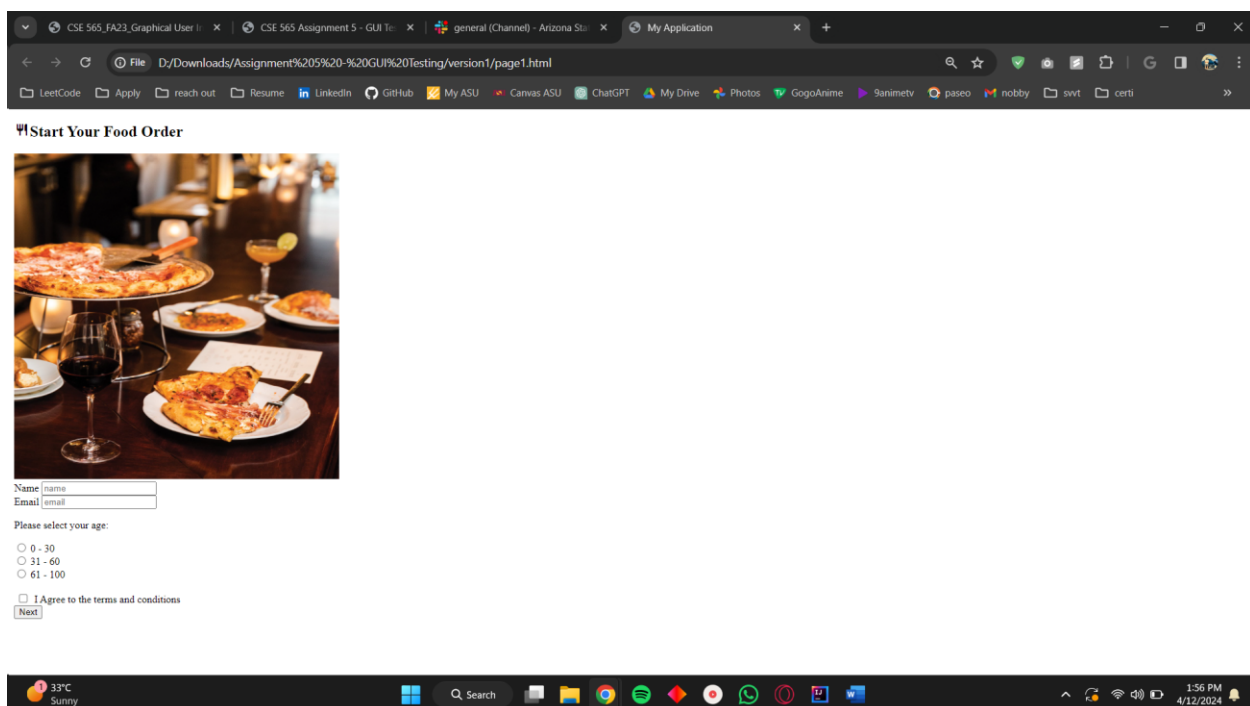 CSE 565_FA23_Graphical User In
CSE 565 Assignment 5 - GUI Te
general (Channel) - Arizona Sta
My Application
File
D:/Downloads/Assignment%205%20-%20GUI%20Testing/version1/page1.html
LeetCode
Apply
reach out
Resume
LinkedIn
GitHub
My ASU
Canvas ASU
ChatGPT
My Drive
Photos
GogoAnime
9animetv
paseo
nobby
svvt
certi
Start Your Food Order
Name name
Email email
Please select your age:
0 - 30
31 - 60
61 - 100
I Agree to the terms and conditions
Next
1
33°C
Sunny
Search
1:56 PM
4/12/2024